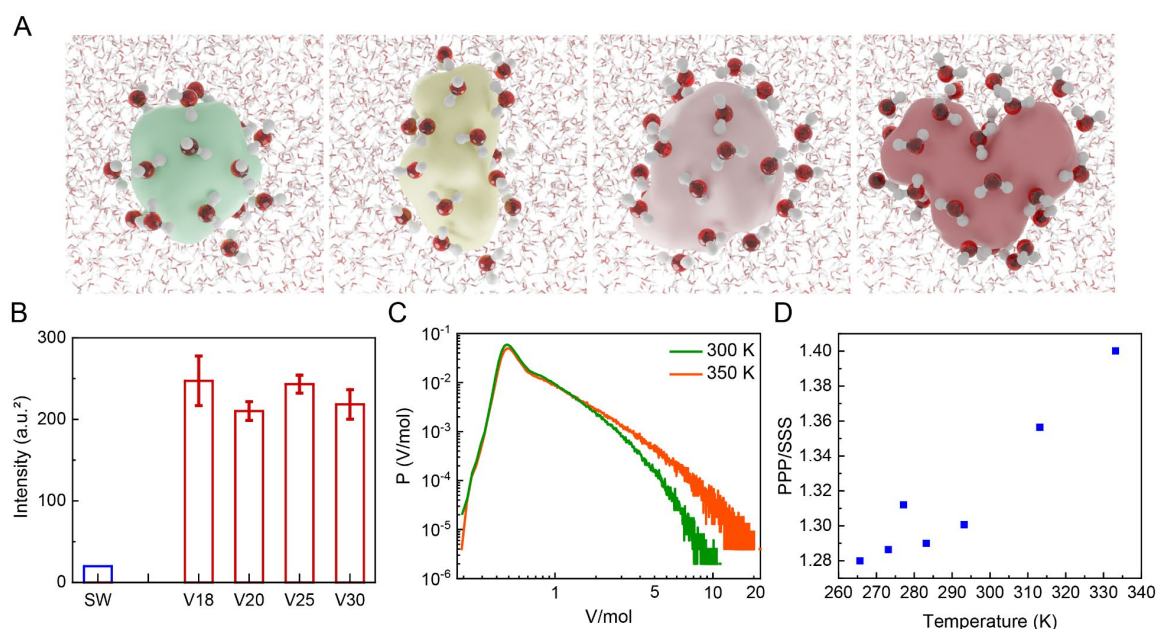 A
B
Intensity (a.u.²)
300
200
100
0
SW
V18
V20
V25
V30
C
P (V/mol)
10⁻¹
10⁻²
10⁻³
10⁻⁴
10⁻⁵
10⁻⁶
300 K
350 K
1
5
10
20
V/mol
D
PPP/SSS
1.40
1.38
1.36
1.34
1.32
1.30
1.28
260
270
280
290
300
310
320
330
340
Temperature (K)